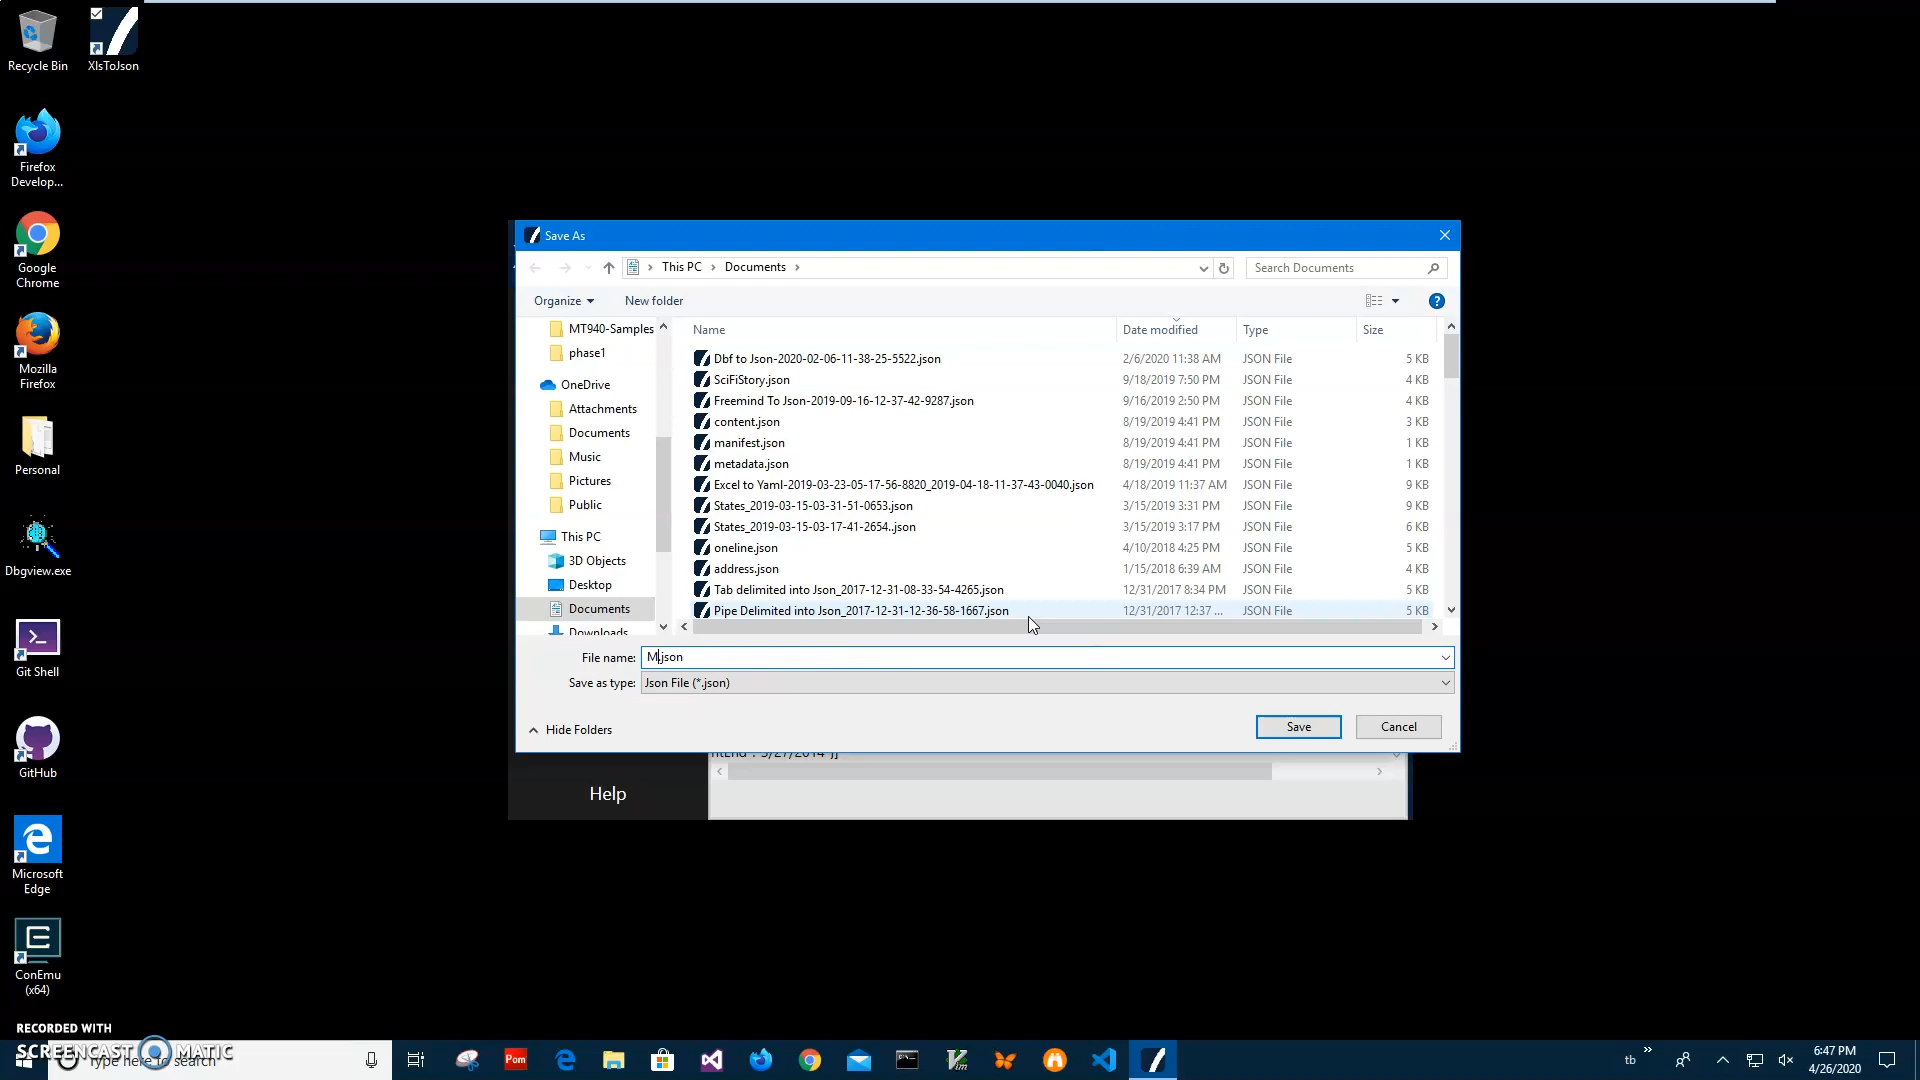 Recycle Bin
XlsToJson
Firefox
Develop...
Google
Chrome
Mozilla
Firefox
Personal
Dbgview.exe
Git Shell
GitHub
Microsoft
Edge
ConEmu
(x64)
Save As
This PC > Documents >
Search Documents
Organize
New folder
?
MT940-Samples
phase1
OneDrive
Attachments
Documents
Music
Pictures
Public
This PC
3D Objects
Desktop
Documents
Downloads
Name Date modified Type Size
Dbf to Json-2020-02-06-11-38-25-5522.json 2/6/2020 11:38 AM JSON File 5 KB
SciFiStory.json 9/18/2019 7:50 PM JSON File 4 KB
Freemind To Json-2019-09-16-12-37-42-9287.json 9/16/2019 2:50 PM JSON File 4 KB
content.json 8/19/2019 4:41 PM JSON File 3 KB
manifest.json 8/19/2019 4:41 PM JSON File 1 KB
metadata.json 8/19/2019 4:41 PM JSON File 1 KB
Excel to Yaml-2019-03-23-05-17-56-8820_2019-04-18-11-37-43-0040.json 4/18/2019 11:37 AM JSON File 9 KB
States_2019-03-15-03-31-51-0653.json 3/15/2019 3:31 PM JSON File 9 KB
States_2019-03-15-03-17-41-2654..json 3/15/2019 3:17 PM JSON File 6 KB
oneline.json 4/10/2018 4:25 PM JSON File 5 KB
address.json 1/15/2018 6:39 AM JSON File 4 KB
Tab delimited into Json_2017-12-31-08-33-54-4265.json 12/31/2017 8:34 PM JSON File 5 KB
Pipe Delimited into Json_2017-12-31-12-36-58-1667.json 12/31/2017 12:37 ... JSON File 5 KB
File name: M.json
Save as type: Json File (*.json)
Hide Folders
Save
Cancel
Help
RECORDED WITH
SCREENCAST MATIC
Type here to search
Pom
Vim
tb
6:47 PM
4/26/2020